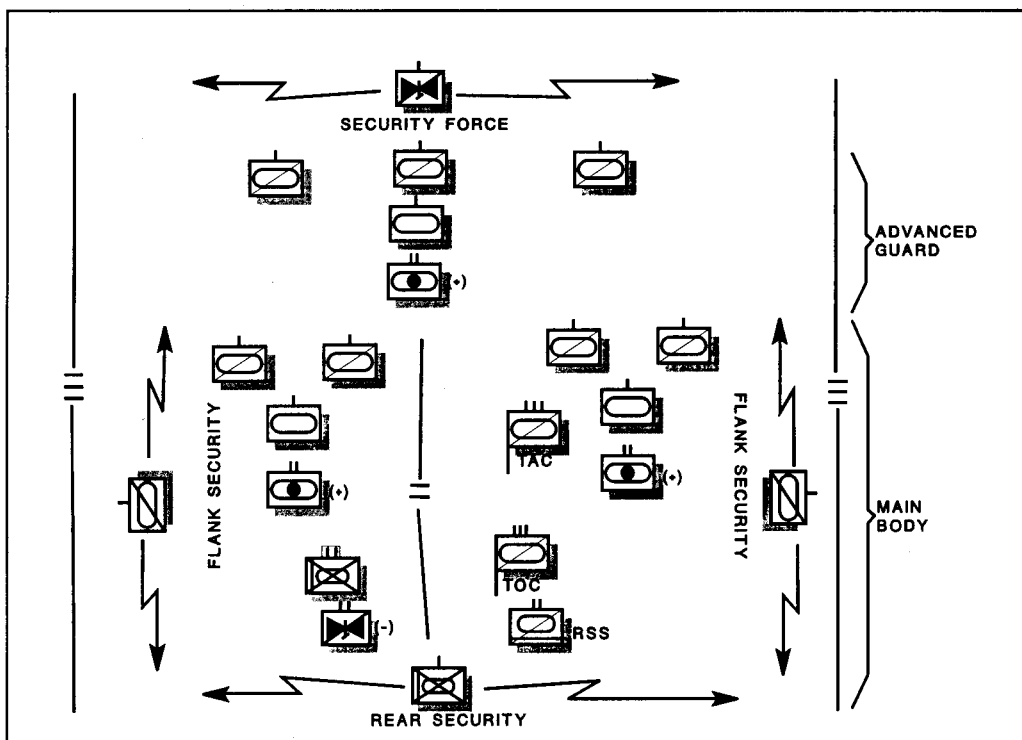 SECURITY FORCE
(+)
ADVANCED
GUARD
FLANK SECURITY
TAC
(+)
(+)
FLANK SECURITY
MAIN
BODY
TOC
(-)
RSS
REAR SECURITY